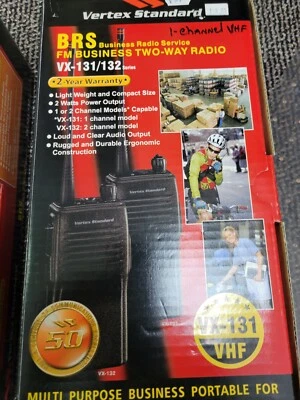 Vertex Standard
1-channel VHF
BRS Business Radio Service
FM BUSINESS TWO-WAY RADIO
VX-131/132 Series
•2-Year Warranty•
• Light Weight and Compact Size
• 2 Watts Power Output
• 1 or 2 Channel Models* Capable
*VX-131: 1 channel model
VX-132: 2 channel model
• Loud and Clear Audio Output
• Rugged and Durable Ergonomic
Construction
Vertex Standard
Vertex Standard
50
VX-132
VX-131
VHF
MULTI PURPOSE BUSINESS PORTABLE FOR